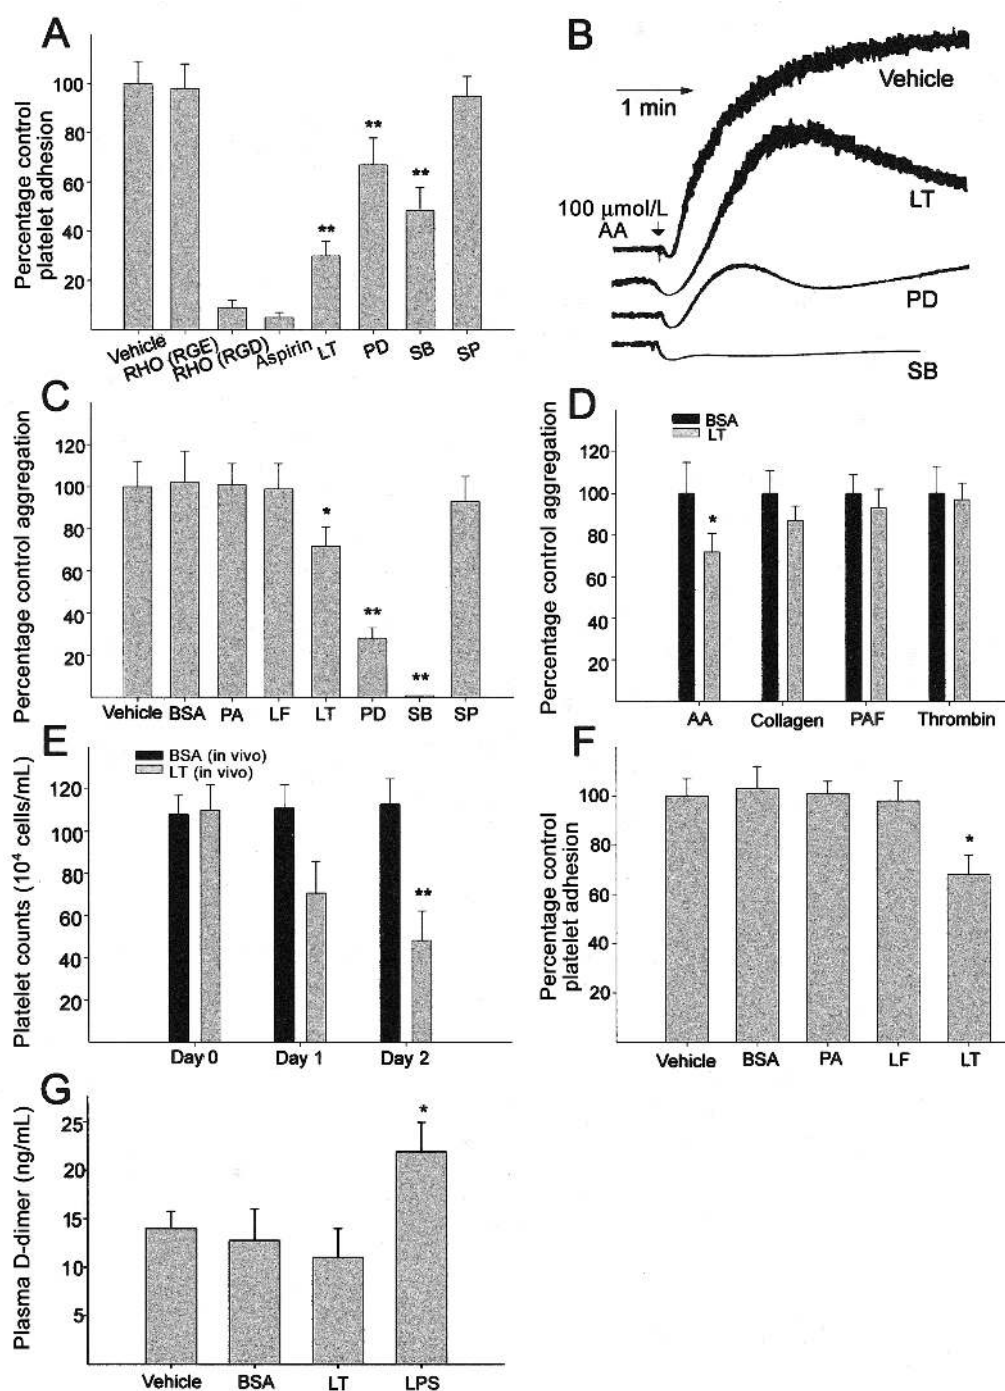 A
Percentage control
platelet adhesion
100
80
60
40
20
** ** **
Vehicle RHO (RGE) RHO (RGD) Aspirin LT PD SB SP
B
1 min
100 µmol/L
AA
Vehicle
LT
PD
SB
C
Percentage control aggregation
120
100
80
60
40
20
* ** **
Vehicle BSA PA LF LT PD SB SP
D
BSA
LT
Percentage control aggregation
120
100
80
60
40
20
*
AA Collagen PAF Thrombin
E
BSA (in vivo)
LT (in vivo)
Platelet counts (10⁴ cells/mL)
120
100
80
60
40
20
**
Day 0 Day 1 Day 2
F
Percentage control
platelet adhesion
100
80
60
40
20
*
Vehicle BSA PA LF LT
G
Plasma D-dimer (ng/mL)
25
20
15
10
5
*
Vehicle BSA LT LPS